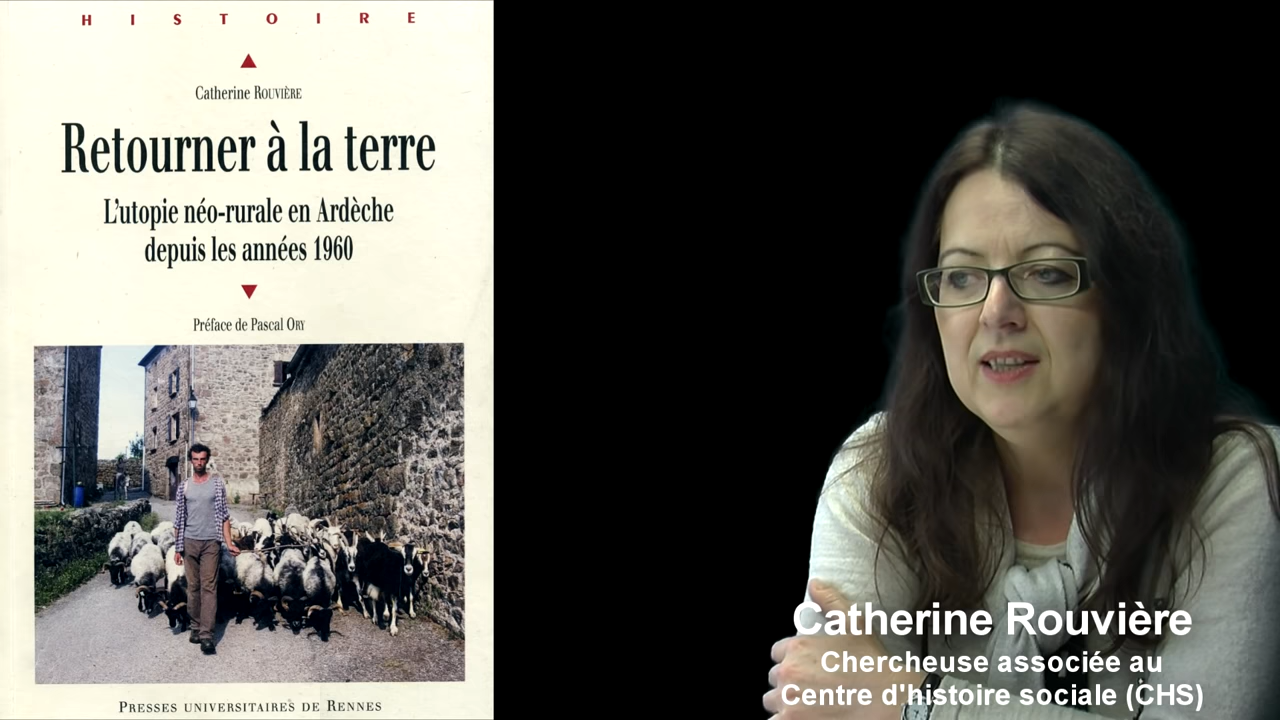 HISTOIRE
Catherine ROUVIÈRE
Retourner à la terre
L'utopie néo-rurale en Ardèche
depuis les années 1960
Préface de Pascal ORY
PRESSES UNIVERSITAIRES DE RENNES
Catherine Rouvière
Chercheuse associée au
Centre d'histoire sociale (CHS)